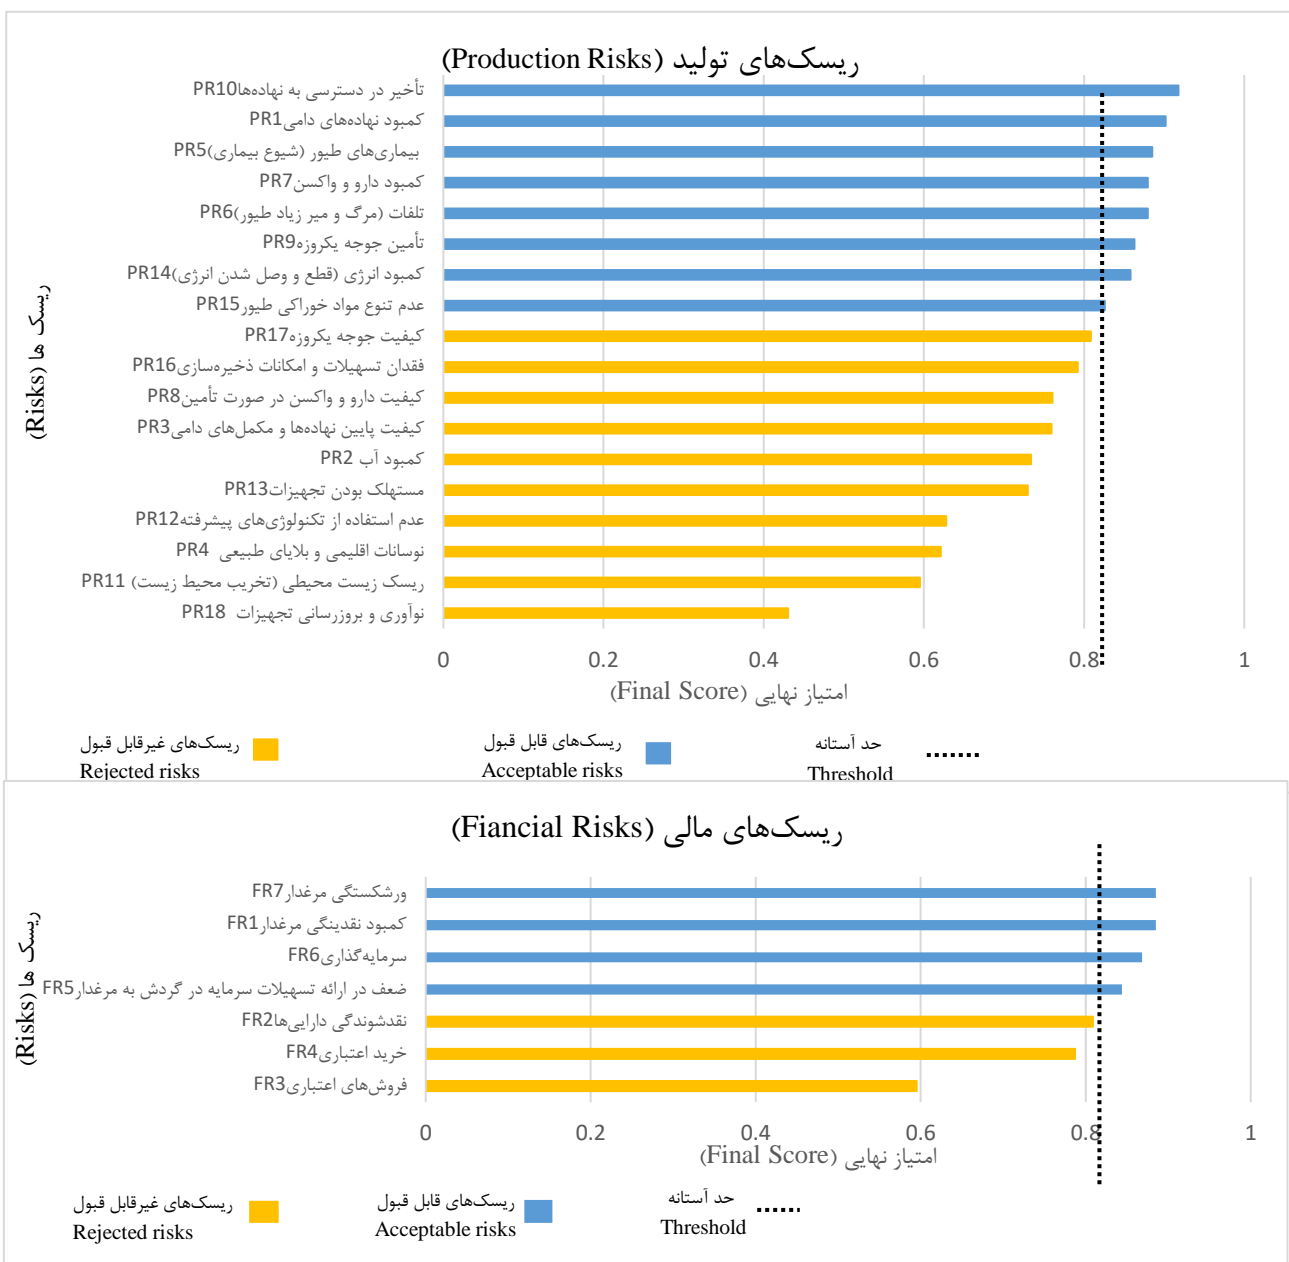 ریسک‌های تولید (Production Risks)
تأخیر در دسترسی به نهاده‌هاPR10
کمبود نهاده‌های دامیPR1
بیماری‌های طیور (شیوع بیماری)PR5
کمبود دارو و واکسنPR7
تلفات (مرگ و میر زیاد طیور)PR6
تأمین جوجه یکروزهPR9
کمبود انرژی (قطع و وصل شدن انرژی)PR14
عدم تنوع مواد خوراکی طیورPR15
کیفیت جوجه یکروزهPR17
فقدان تسهیلات و امکانات ذخیره‌سازیPR16
کیفیت دارو و واکسن در صورت تأمینPR8
کیفیت پایین نهاده‌ها و مکمل‌های دامیPR3
کمبود آب PR2
مستهلک بودن تجهیزاتPR13
عدم استفاده از تکنولوژی‌های پیشرفتهPR12
نوسانات اقلیمی و بلایای طبیعی PR4
ریسک زیست محیطی (تخریب محیط زیست) PR11
نوآوری و بروزرسانی تجهیزات PR18
ریسک ها (Risks)
0 0.2 0.4 0.6 0.8 1
امتیاز نهایی (Final Score)
ریسک‌های غیرقابل قبول
Rejected risks
ریسک‌های قابل قبول
Acceptable risks
حد آستانه
Threshold
ریسک‌های مالی (Fiancial Risks)
ورشکستگی مرغدارFR7
کمبود نقدینگی مرغدارFR1
سرمایه‌گذاریFR6
ضعف در ارائه تسهیلات سرمایه در گردش به مرغدارFR5
نقدشوندگی دارایی‌هاFR2
خرید اعتباریFR4
فروش‌های اعتباریFR3
ریسک ها (Risks)
0 0.2 0.4 0.6 0.8 1
امتیاز نهایی (Final Score)
ریسک‌های غیرقابل قبول
Rejected risks
ریسک‌های قابل قبول
Acceptable risks
حد آستانه
Threshold